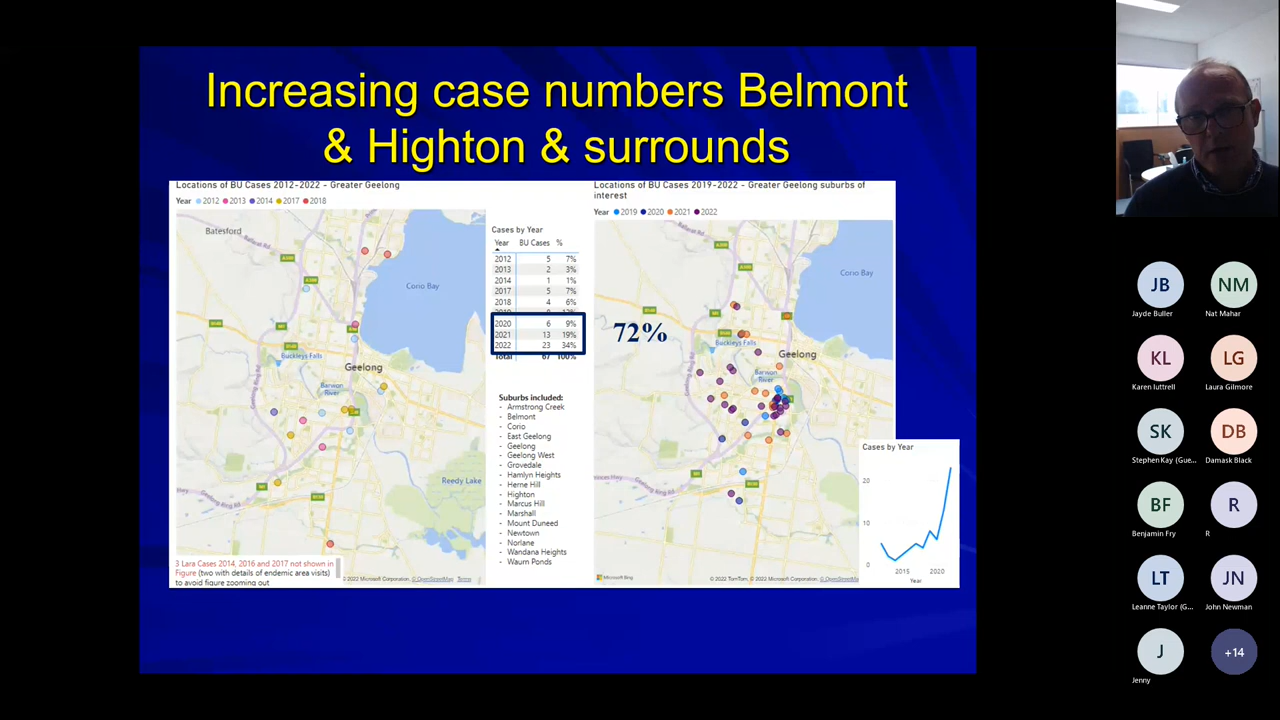 Increasing case numbers Belmont
& Highton & surrounds
Locations of BU Cases 2012-2022 - Greater Geelong
Year 2012 2013 2014 2017 2018
Batesford
Corio Bay
Buckleys Falls
Geelong
Barwon
River
Reedy Lake
3 Lara Cases 2014, 2016 and 2017 not shown in
Figure (two with details of endemic area visits)
to avoid figure zooming out
© 2022 Microsoft Corporation, © OpenStreetMap Terms
Cases by Year
Year BU Cases %
2012 5 7%
2013 2 3%
2014 1 1%
2017 5 7%
2018 4 6%
2020 6 9%
2021 13 19%
2022 23 34%
Total 67 100%
Suburbs included:
- Armstrong Creek
- Belmont
- Corio
- East Geelong
- Geelong
- Geelong West
- Grovedale
- Hamlyn Heights
- Herne Hill
- Highton
- Marcus Hill
- Marshall
- Mount Duneed
- Newtown
- Norlane
- Wandana Heights
- Waurn Ponds
Locations of BU Cases 2019-2022 - Greater Geelong suburbs of
interest
Year 2019 2020 2021 2022
72%
Corio Bay
Buckleys Falls
Geelong
Barwon
River
Microsoft Bing
© 2022 TomTom, © 2022 Microsoft Corporation, © OpenStreetMap
Cases by Year
20
10
0
2015 2020
Year
JB
Jayde Buller
NM
Nat Mahar
KL
Karen luttrell
LG
Laura Gilmore
SK
Stephen Kay (Gue...
DB
Damask Black
BF
Benjamin Fry
R
R
LT
Leanne Taylor (G...
JN
John Newman
J
Jenny
+14